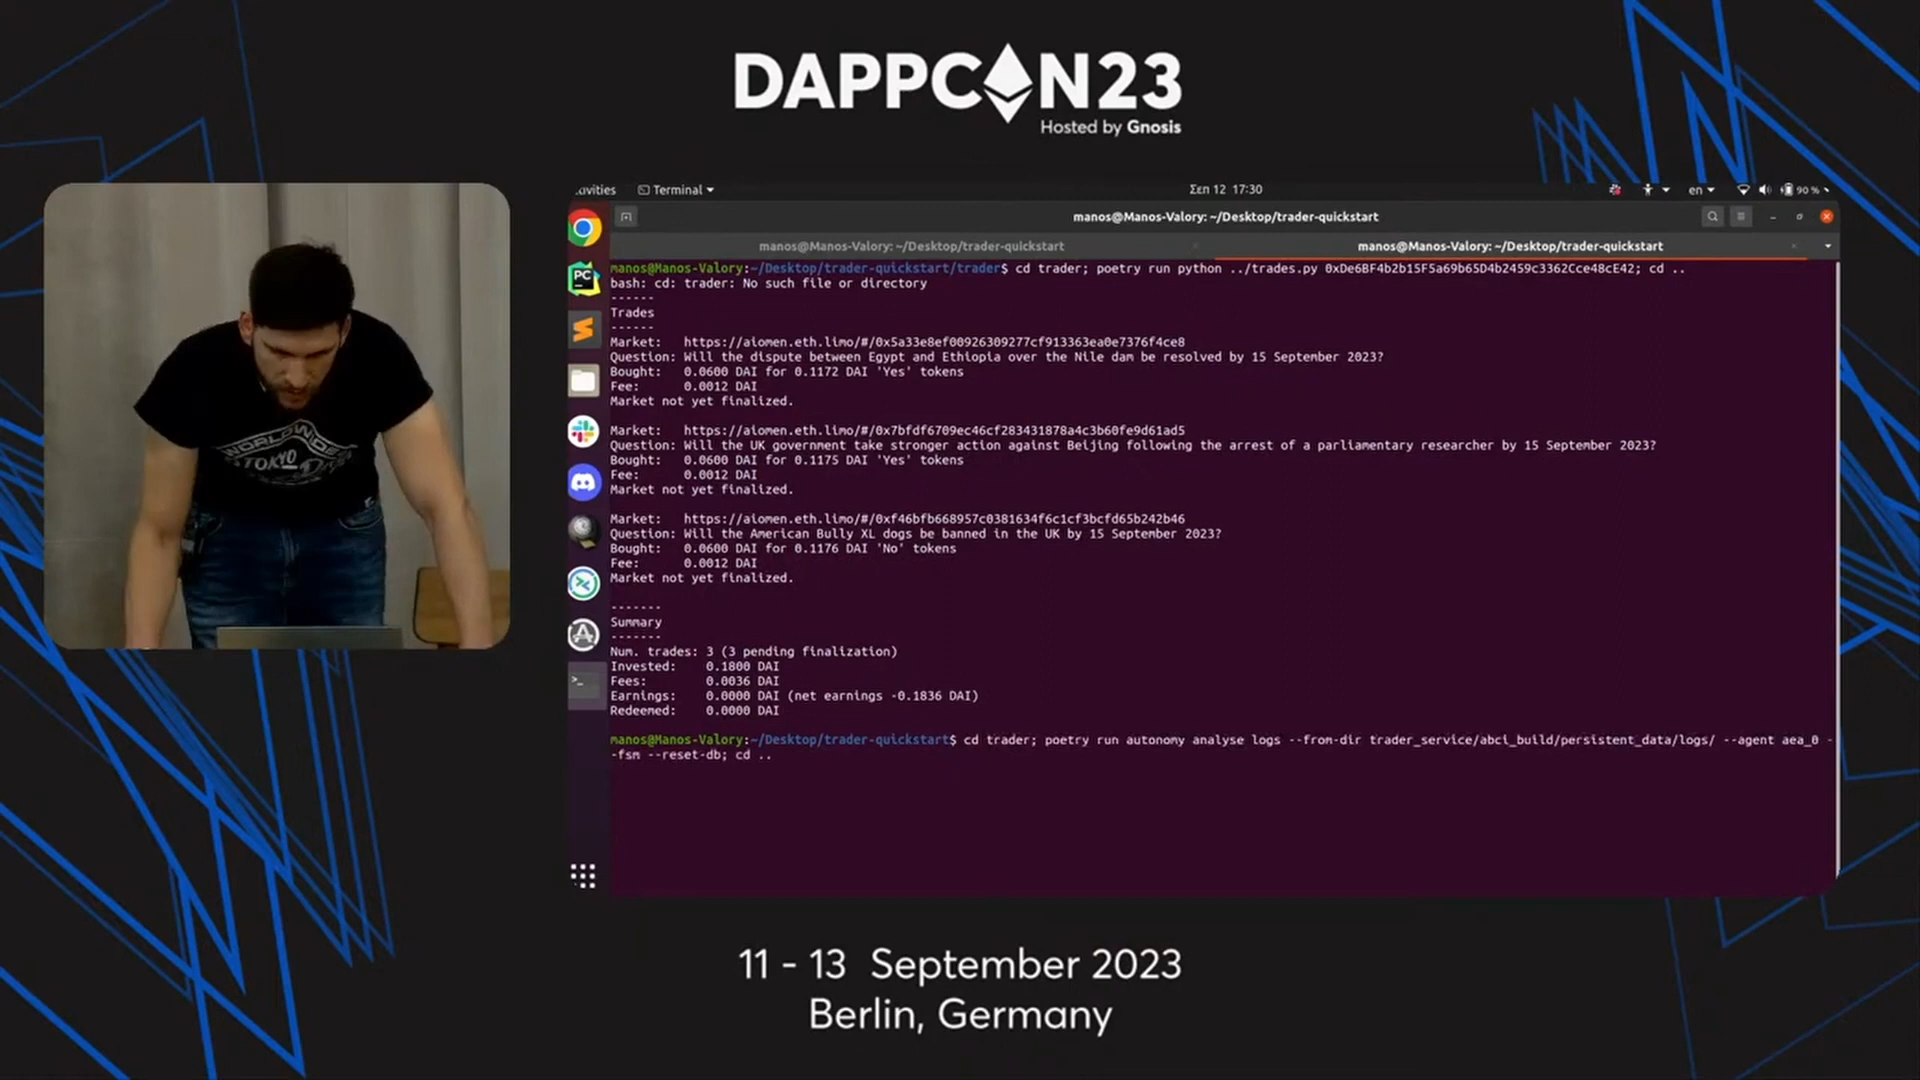 DAPPCON23
Hosted by Gnosis
.ivities
Terminal
Σεπ 12 17:30
en
90 %
manos@Manos-Valory: ~/Desktop/trader-quickstart
manos@Manos-Valory: ~/Desktop/trader-quickstart
manos@Manos-Valory: ~/Desktop/trader-quickstart
manos@Manos-Valory:~/Desktop/trader-quickstart/trader$ cd trader; poetry run python ../trades.py 0xDe6BF4b2b15F5a69b65D4b2459c3362Cce48cE42; cd ..
bash: cd: trader: No such file or directory
------
Trades
------
Market: https://aiomen.eth.limo/#/0x5a33e8ef00926309277cf913363ea0e7376f4ce8
Question: Will the dispute between Egypt and Ethiopia over the Nile dam be resolved by 15 September 2023?
Bought: 0.0600 DAI for 0.1172 DAI 'Yes' tokens
Fee: 0.0012 DAI
Market not yet finalized.
Market: https://aiomen.eth.limo/#/0x7bfdf6709ec46cf283431878a4c3b60fe9d61ad5
Question: Will the UK government take stronger action against Beijing following the arrest of a parliamentary researcher by 15 September 2023?
Bought: 0.0600 DAI for 0.1175 DAI 'Yes' tokens
Fee: 0.0012 DAI
Market not yet finalized.
Market: https://aiomen.eth.limo/#/0xf46bfb668957c0381634f6c1cf3bcfd65b242b46
Question: Will the American Bully XL dogs be banned in the UK by 15 September 2023?
Bought: 0.0600 DAI for 0.1176 DAI 'No' tokens
Fee: 0.0012 DAI
Market not yet finalized.
-------
Summary
-------
Num. trades: 3 (3 pending finalization)
Invested: 0.1800 DAI
Fees: 0.0036 DAI
Earnings: 0.0000 DAI (net earnings -0.1836 DAI)
Redeemed: 0.0000 DAI
manos@Manos-Valory:~/Desktop/trader-quickstart$ cd trader; poetry run autonomy analyse logs --from-dir trader_service/abci_build/persistent_data/logs/ --agent aea_0 -
-fsm --reset-db; cd ..
PC
WORLDWIDE
TOKYO
11 - 13 September 2023
Berlin, Germany